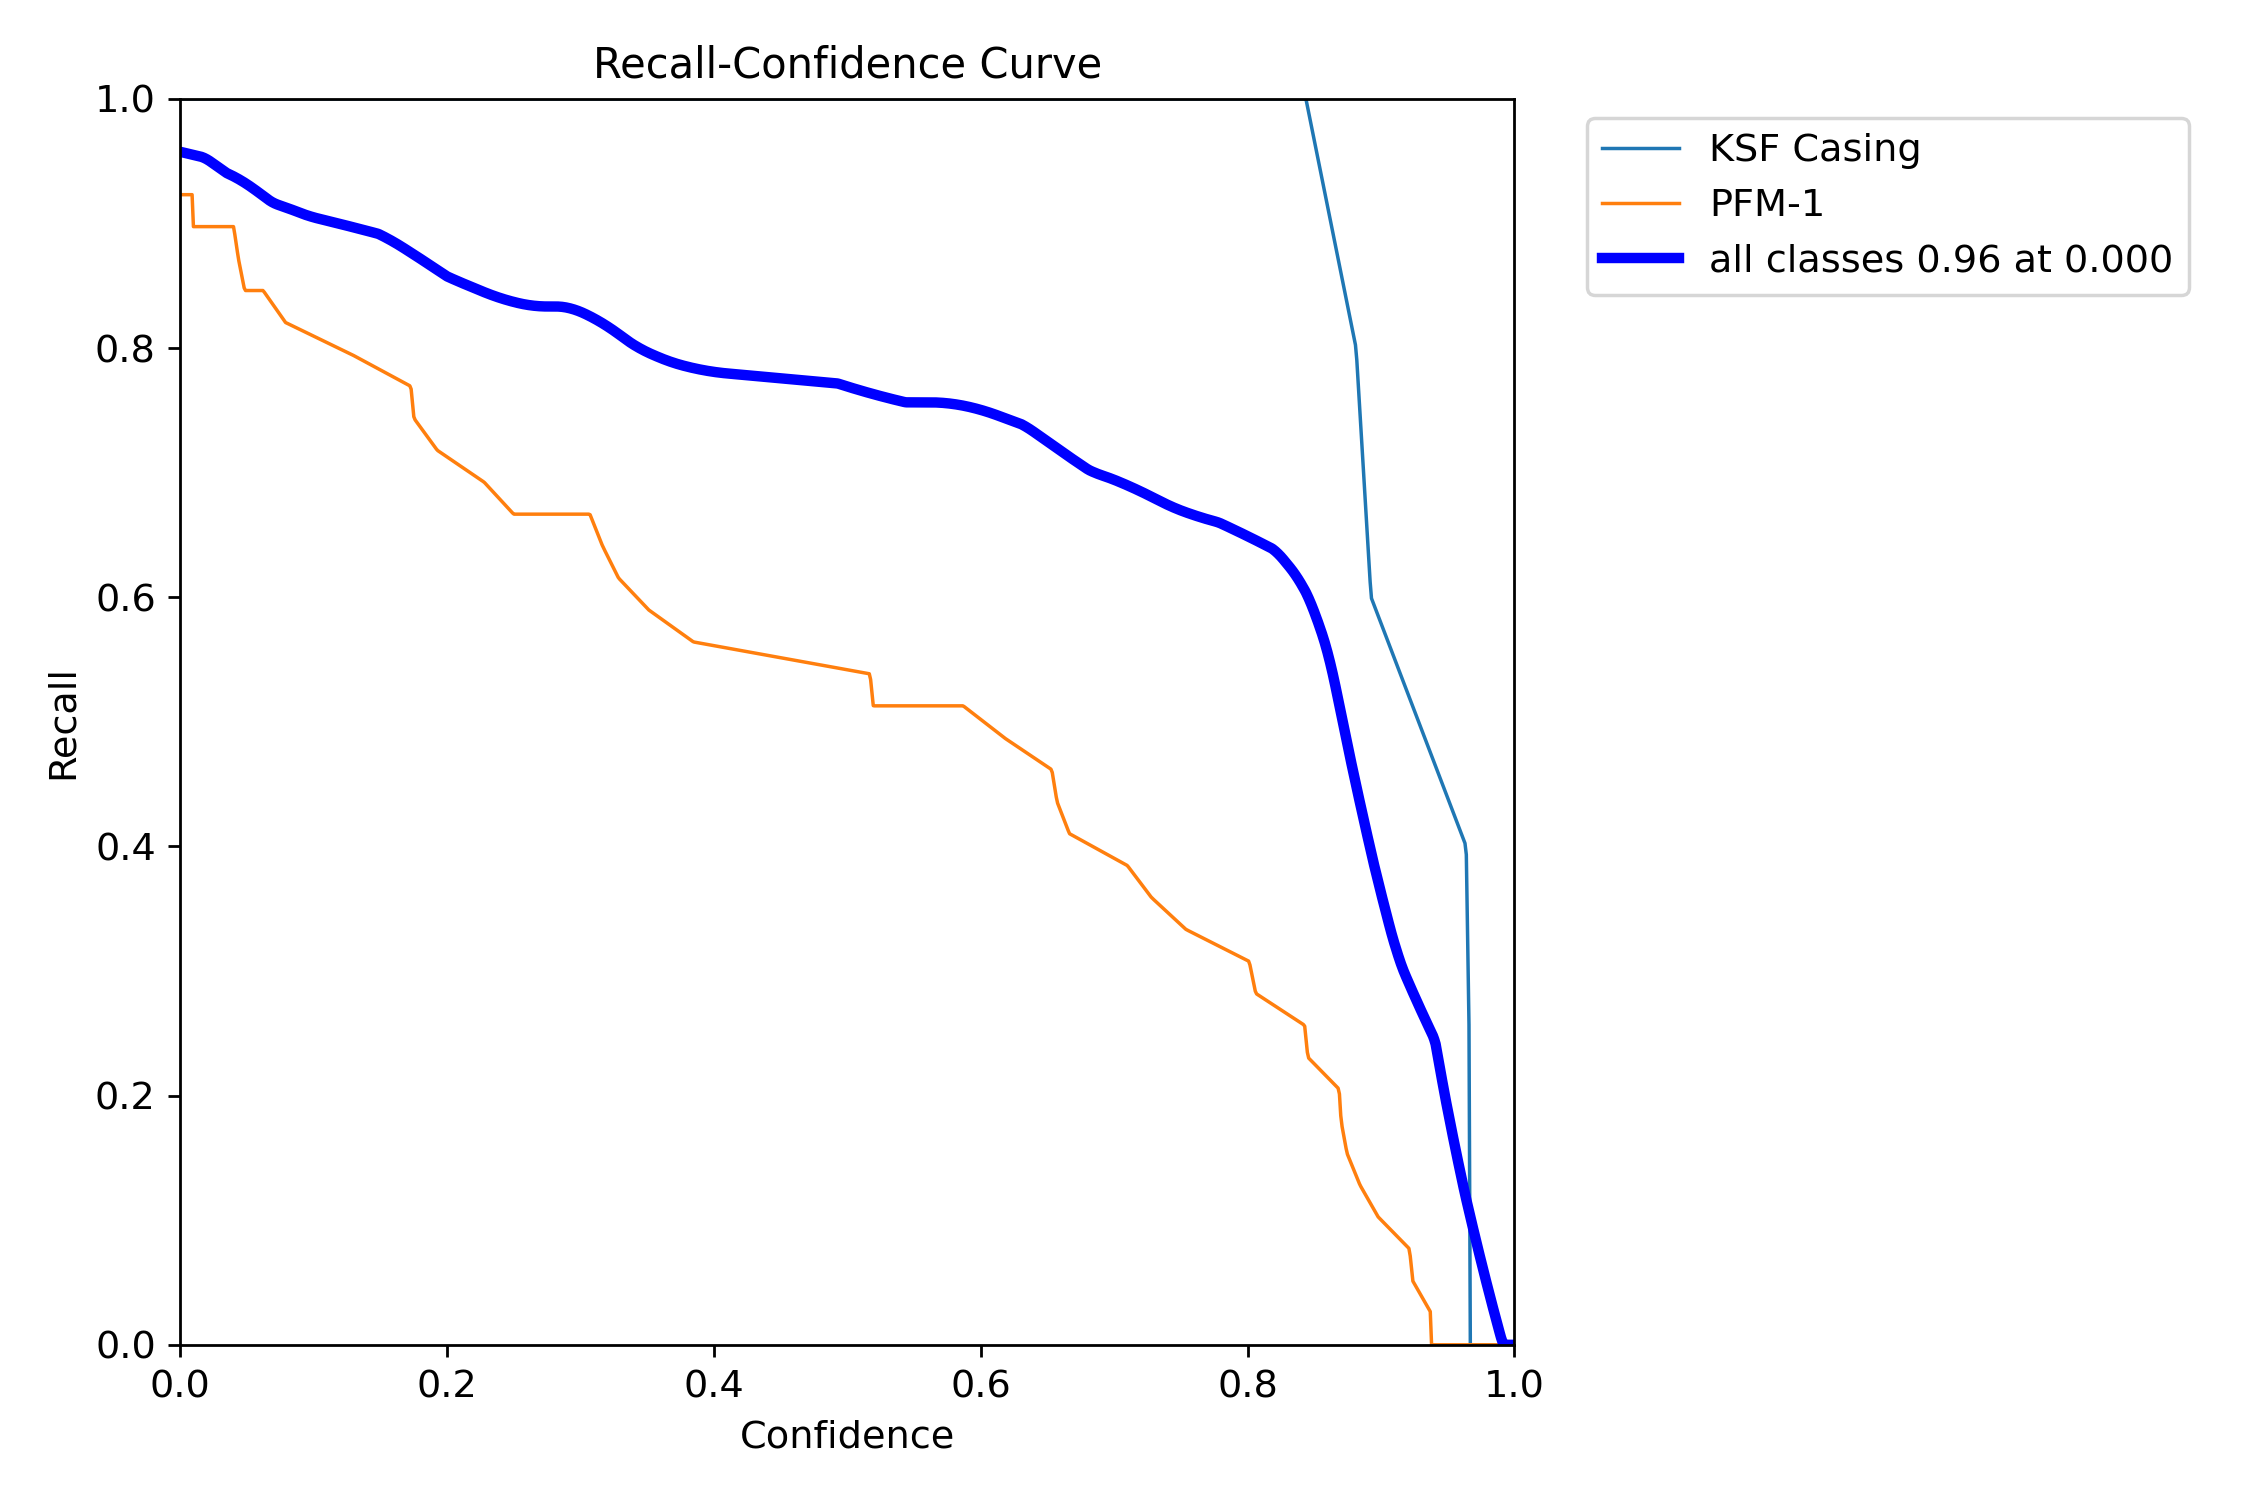 Recall-Confidence Curve
1.0
0.8
0.6
0.4
0.2
0.0
Recall
0.0 0.2 0.4 0.6 0.8 1.0
Confidence
KSF Casing
PFM-1
all classes 0.96 at 0.000